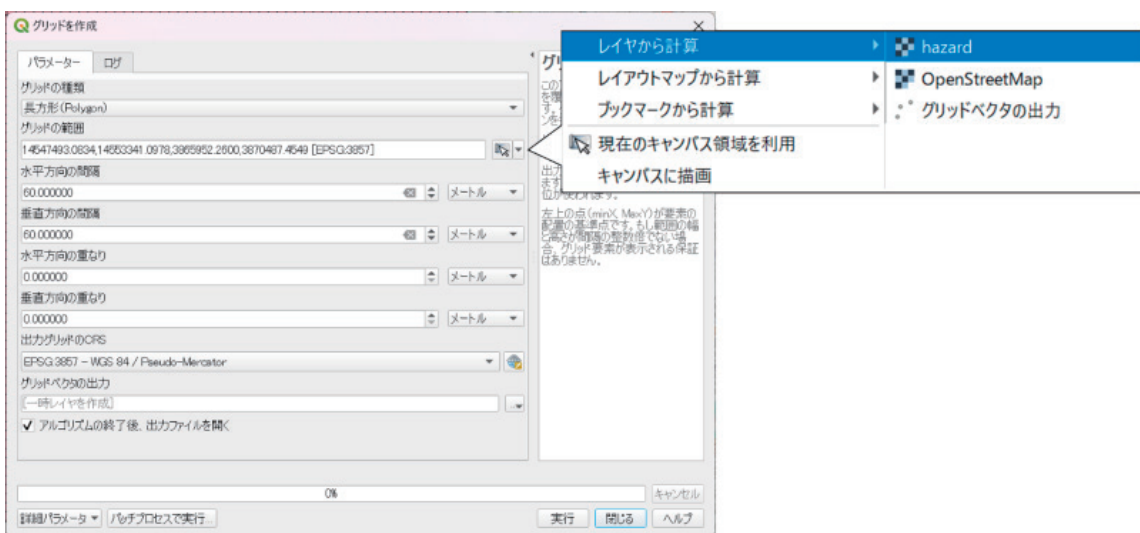 グリッドを作成
パラメーター
ログ
グリッドの種類
長方形(Polygon)
グリッドの範囲
14547493.0834,14553341.0978,3865952.2600,3870487.4549 [EPSG:3857]
水平方向の間隔
60.000000
メートル
垂直方向の間隔
60.000000
メートル
水平方向の重なり
0.000000
メートル
垂直方向の重なり
0.000000
メートル
出力グリッドのCRS
EPSG:3857 - WGS 84 / Pseudo-Mercator
グリッドベクタの出力
[一時レイヤを作成]
…
アルゴリズムの終了後、出力ファイルを開く
位が使われます。
左上の点(minX, MaxY)が要素の
配置の基準点です。もし範囲の幅
と高さが間隔の整数倍でない場
合、グリッド要素が表示される保証
はありません。
レイヤから計算
レイアウトマップから計算
ブックマークから計算
現在のキャンバス領域を利用
キャンバスに描画
hazard
OpenStreetMap
グリッドベクタの出力
0%
キャンセル
詳細パラメータ
バッチプロセスで実行...
実行
閉じる
ヘルプ